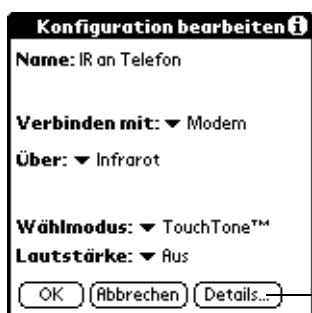 Konfiguration bearbeiten i
Name: IR an Telefon
Verbinden mit: Modem
Über: Infrarot
Wählmodus: TouchTone™
Lautstärke: Aus
OK Abbrechen Details...